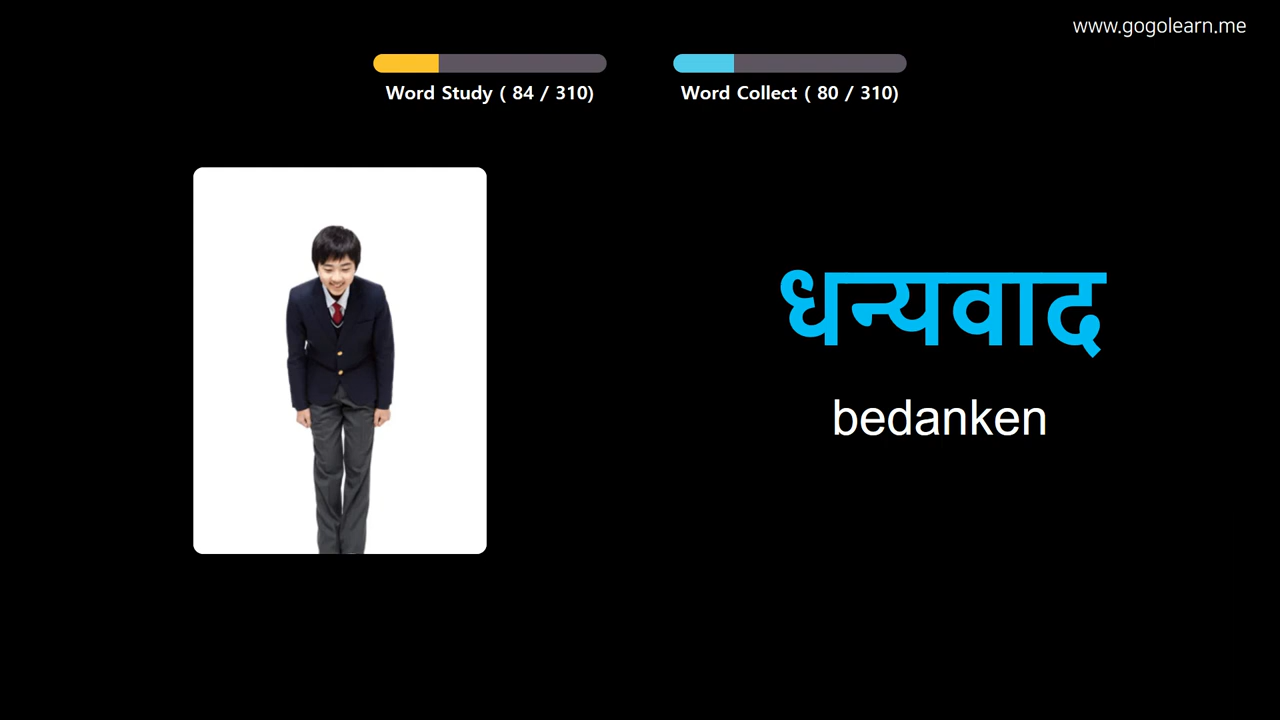 www.gogolearn.me
Word Study ( 84 / 310)
Word Collect ( 80 / 310)
धन्यवाद
bedanken